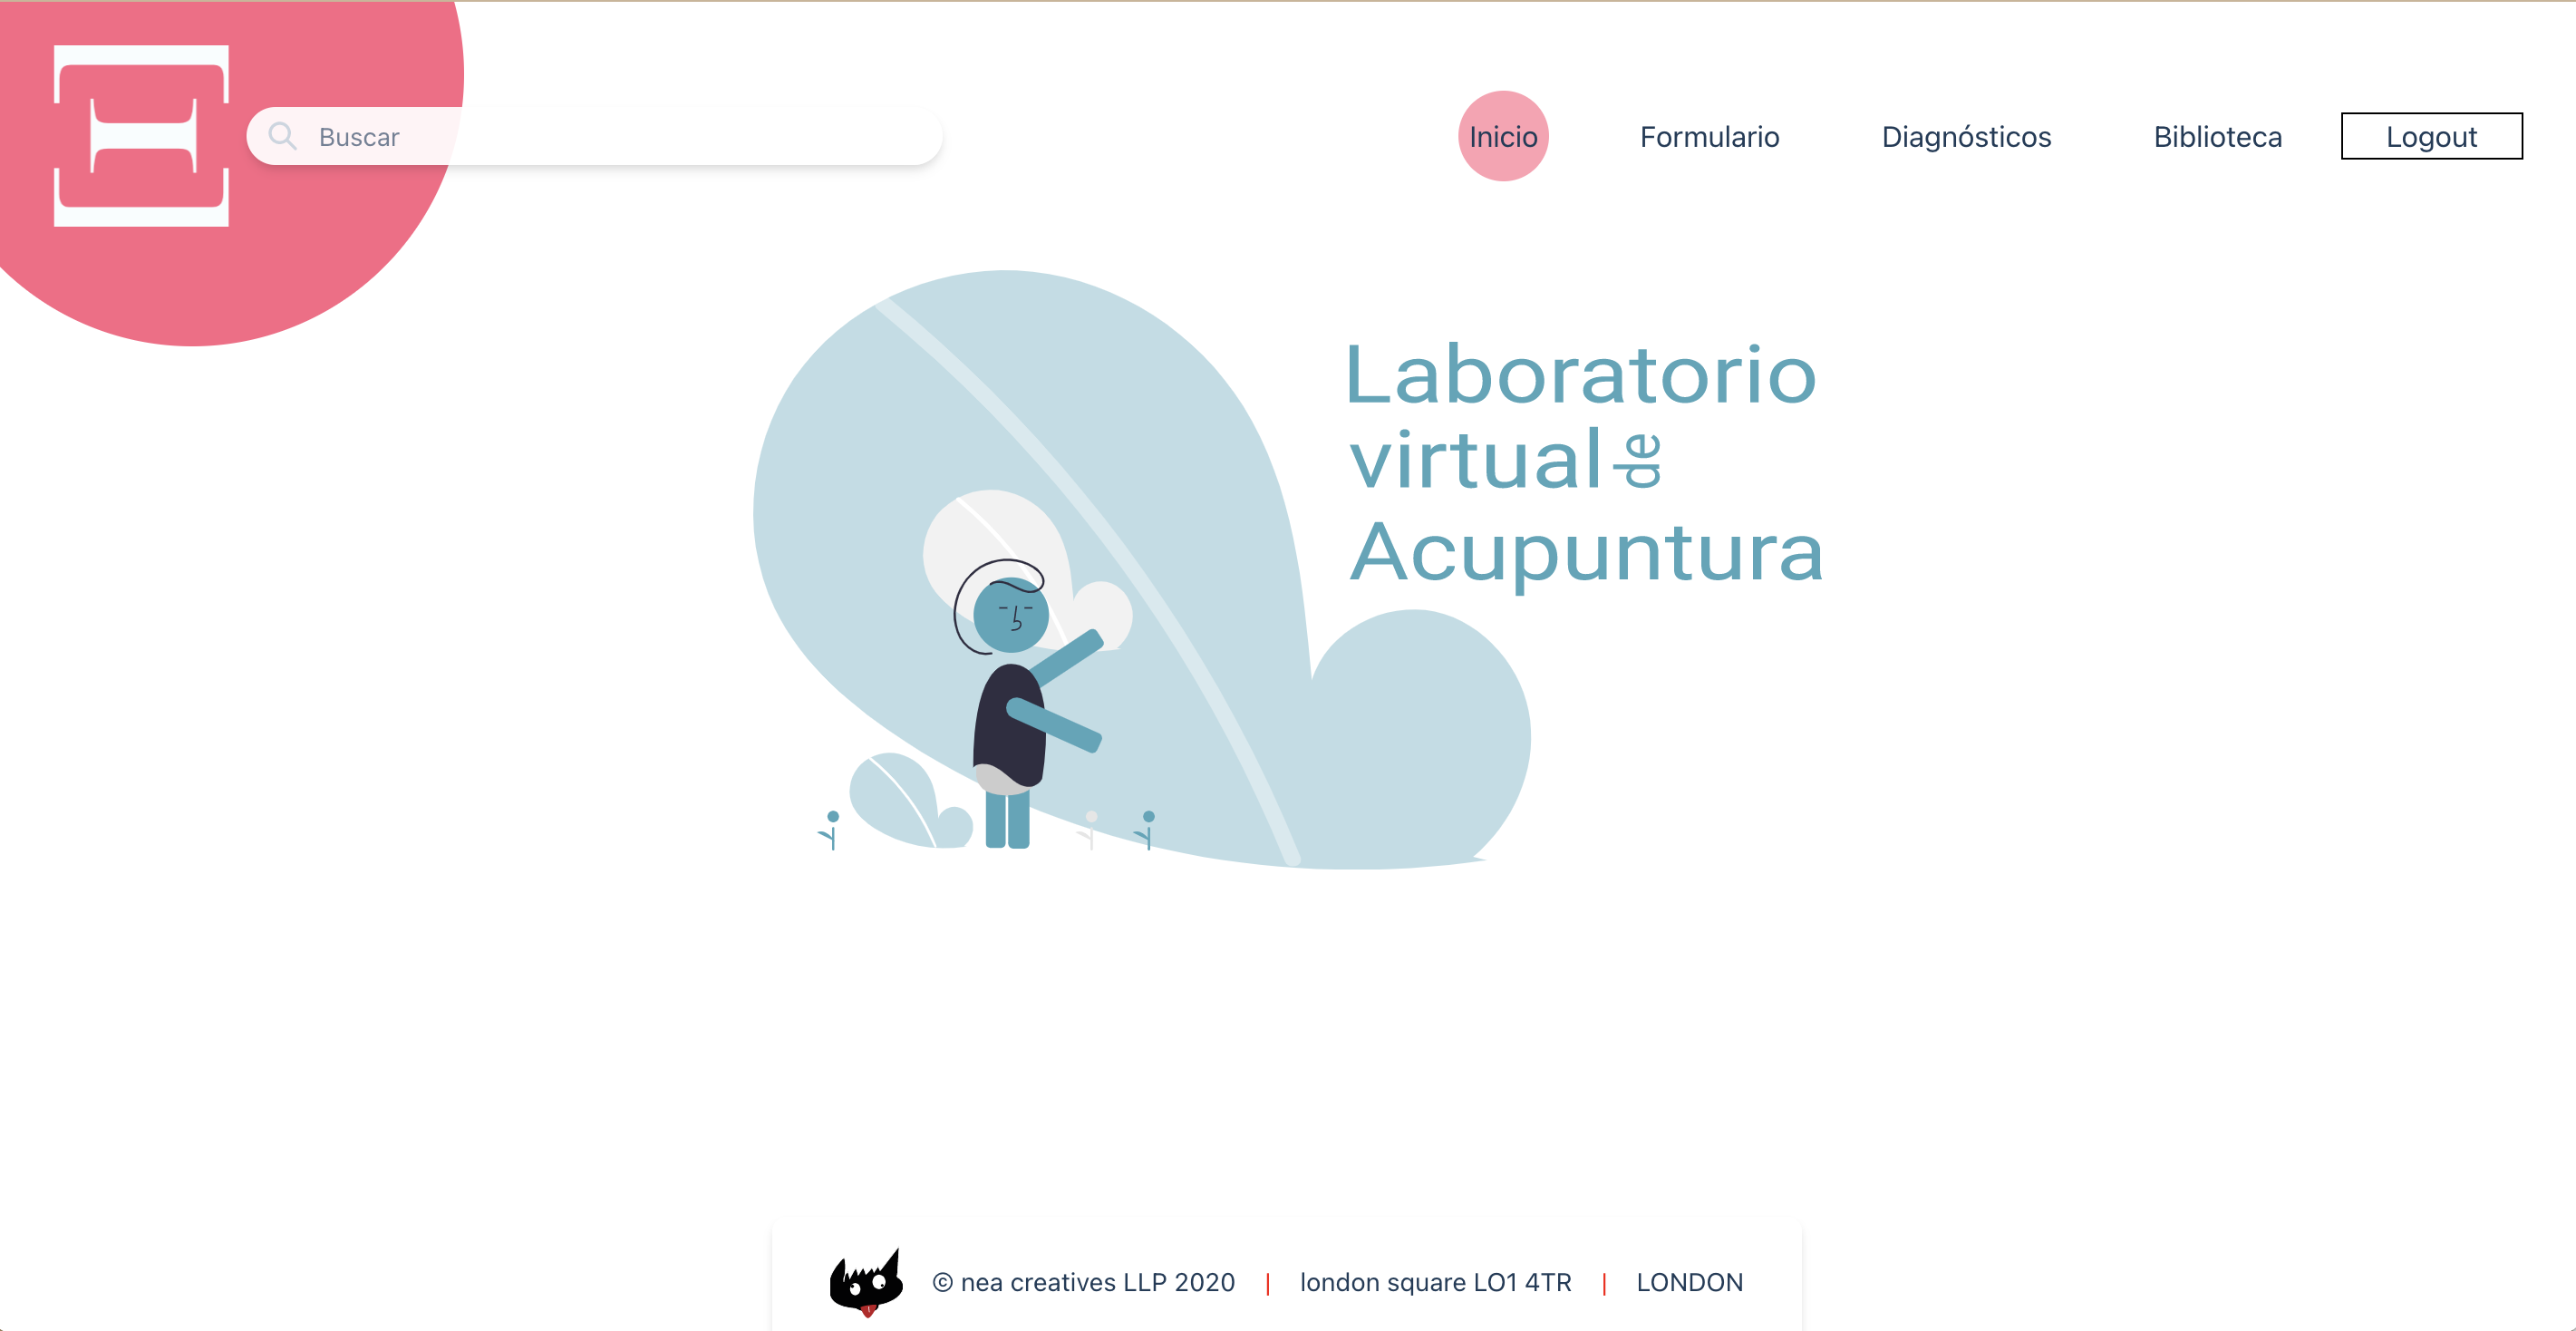 Buscar
Inicio
Formulario
Diagnósticos
Biblioteca
Logout
Laboratorio
virtual de
Acupuntura
© nea creatives LLP 2020 | london square LO1 4TR | LONDON